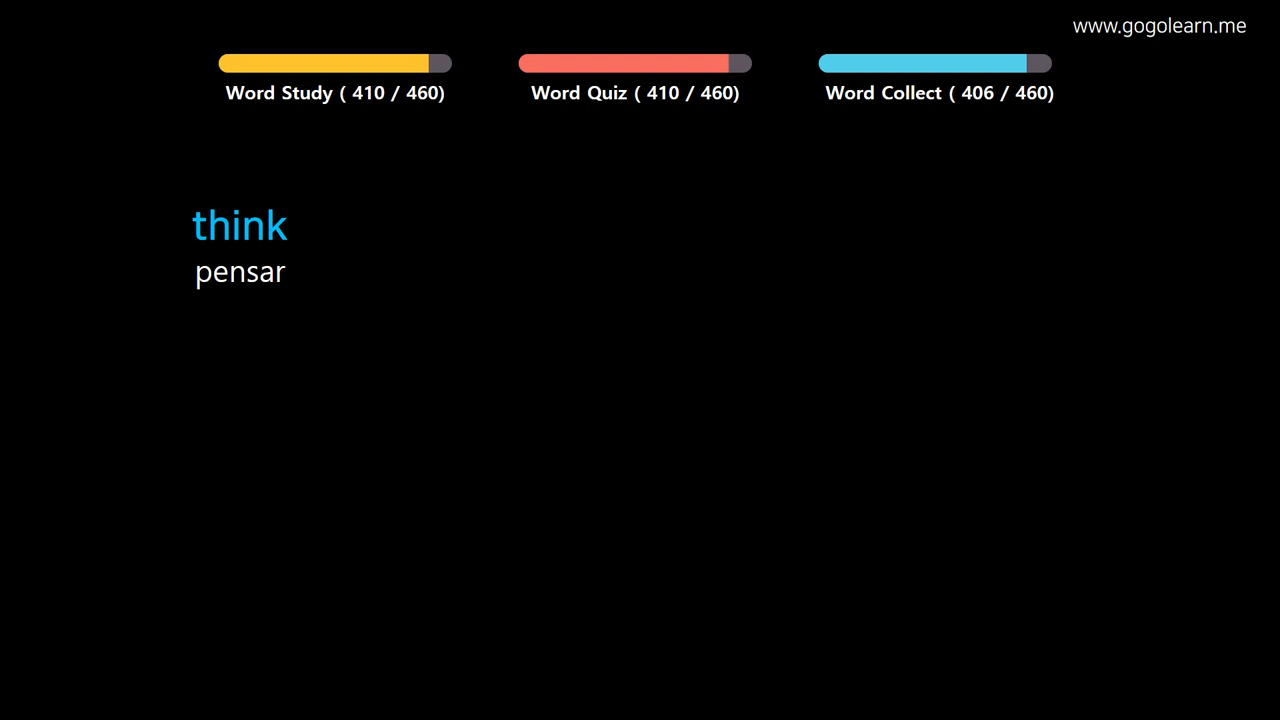 www.gogolearn.me
Word Study ( 410 / 460)
Word Quiz ( 410 / 460)
Word Collect ( 406 / 460)
think
pensar